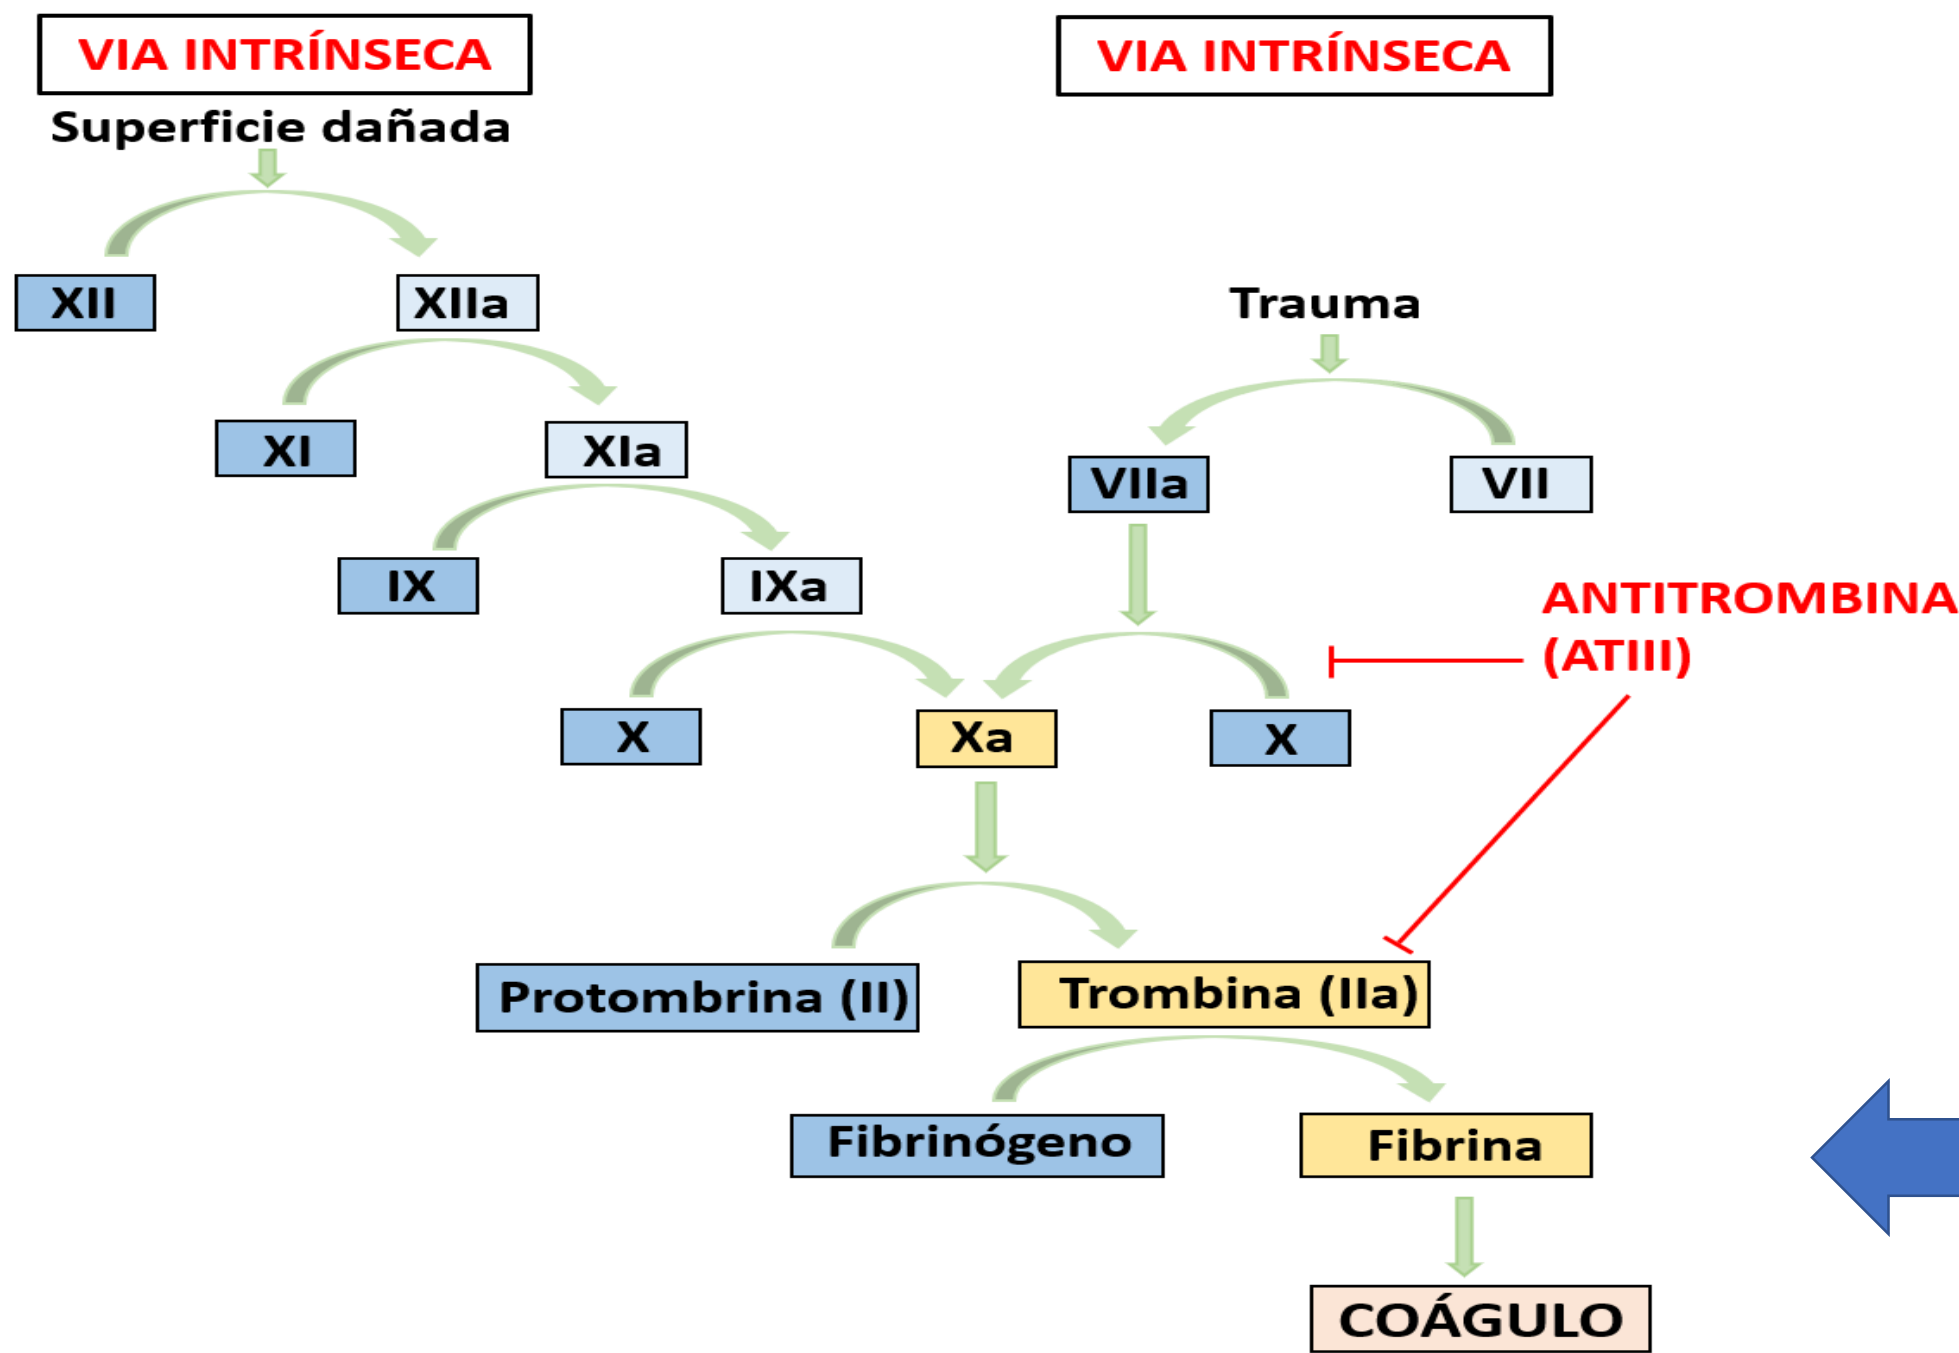 VIA INTRÍNSECA
VIA INTRÍNSECA
Superficie dañada
XII
XIIa
Trauma
XI
XIa
VIIa
VII
IX
IXa
ANTITROMBINA
(ATIII)
X
Xa
X
Protombrina (II)
Trombina (IIa)
Fibrinógeno
Fibrina
COÁGULO